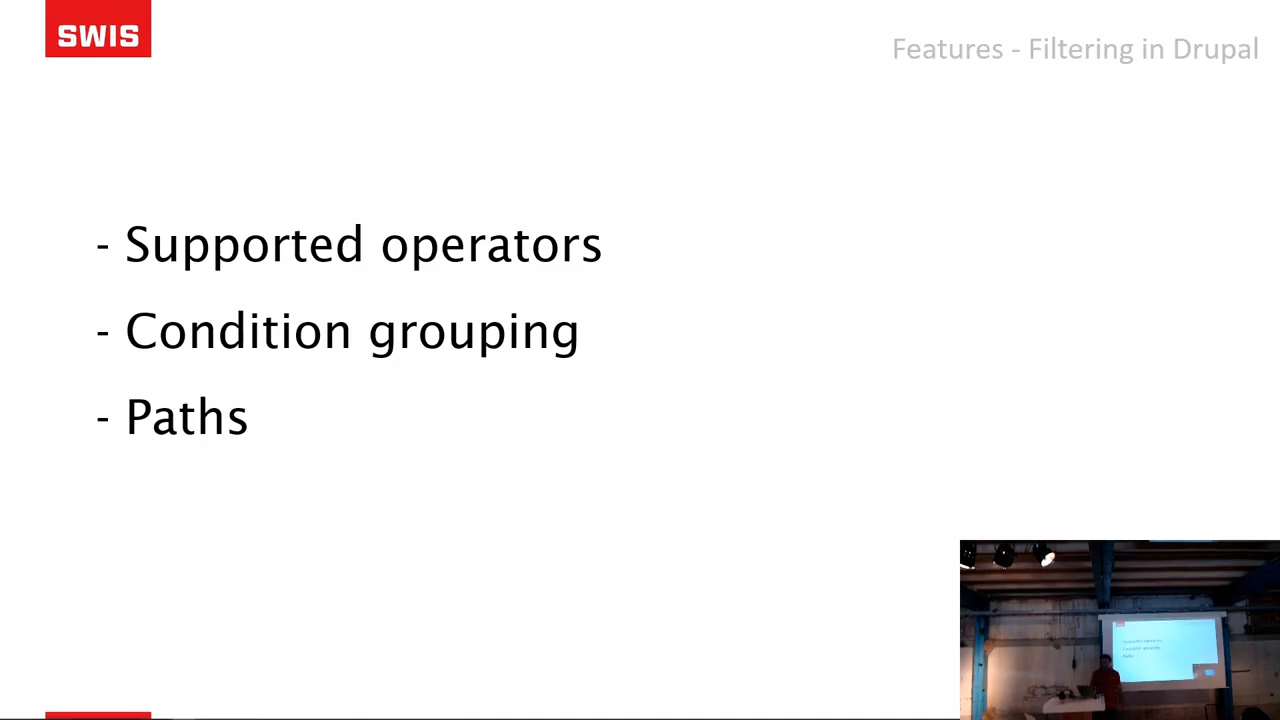 SWIS
Features - Filtering in Drupal
- Supported operators
- Condition grouping
- Paths